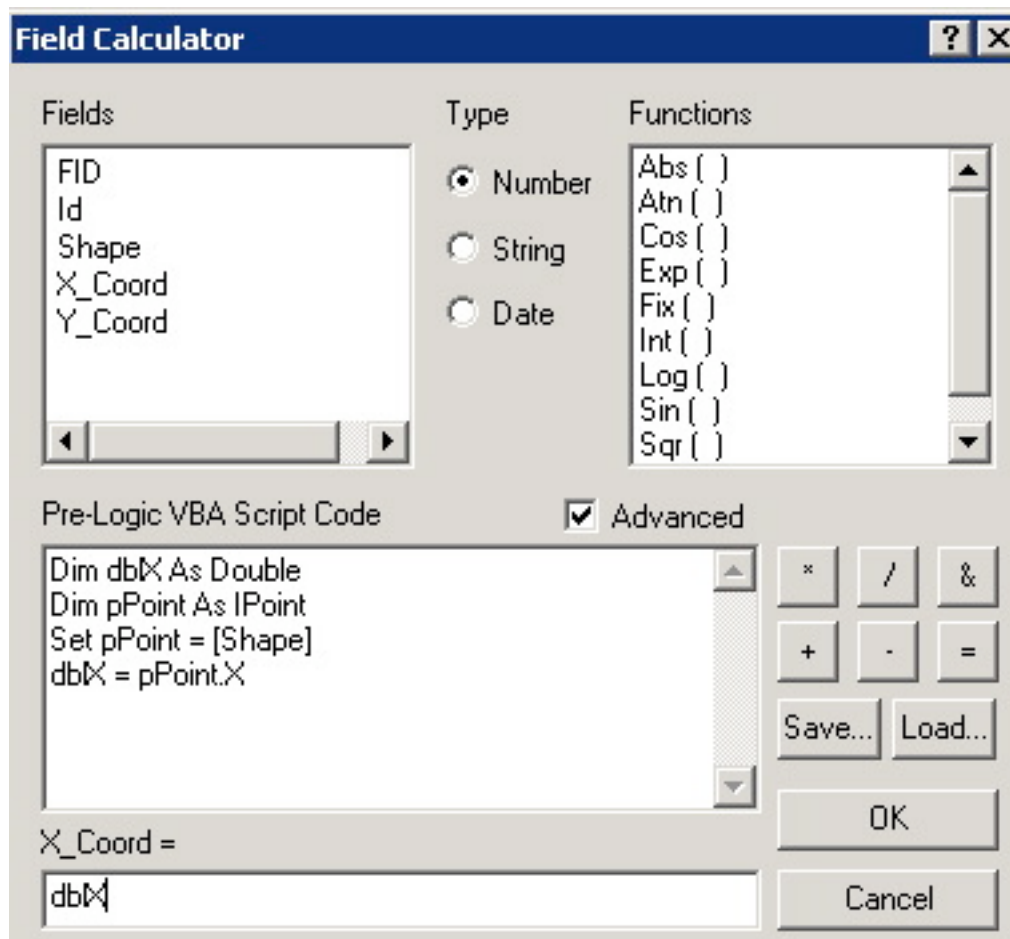 Field Calculator
? X
Fields
Type
Functions
FID
Id
Shape
X_Coord
Y_Coord
Number
String
Date
Abs ( )
Atn ( )
Cos ( )
Exp ( )
Fix ( )
Int ( )
Log ( )
Sin ( )
Sqr ( )
Pre-Logic VBA Script Code
Advanced
Dim dblX As Double
Dim pPoint As IPoint
Set pPoint = [Shape]
dblX = pPoint.X
* / &
+ - =
Save... Load...
OK
X_Coord =
dblX
Cancel